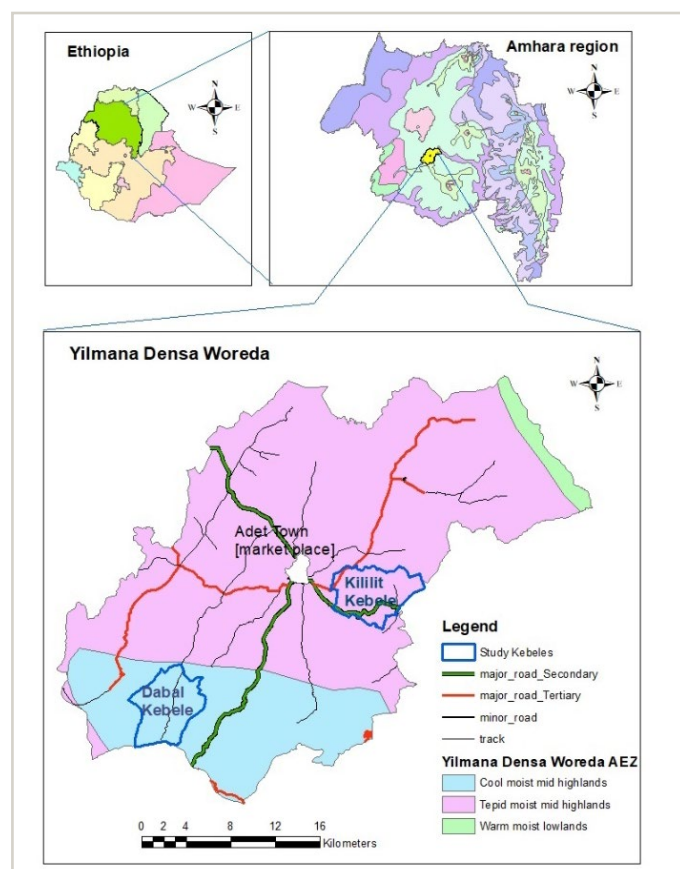 Ethiopia
N
W E
S
Amhara region
N
W E
S
Yilmana Densa Woreda
N
W E
S
Adet Town
[market place]
Kililit
Kebele
Dabal
Kebele
Legend
Study Kebeles
major_road_Secondary
major_road_Tertiary
minor_road
track
Yilmana Densa Woreda AEZ
Cool moist mid highlands
Tepid moist mid highlands
Warm moist lowlands
0 2 4 8 12 16
Kilometers